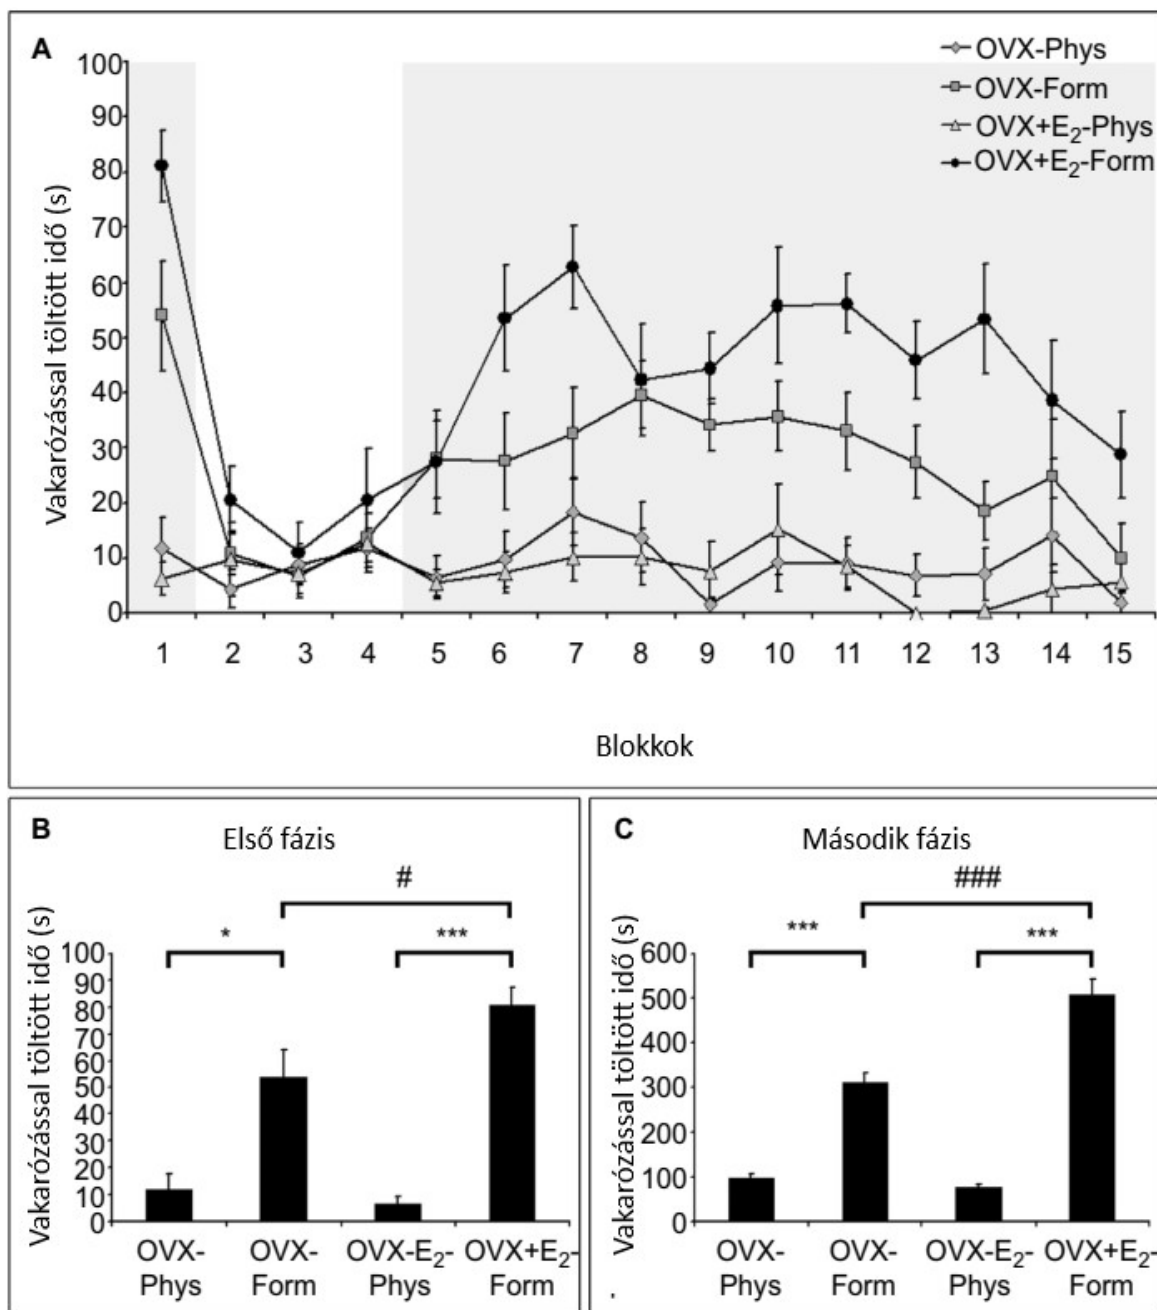 A
OVX-Phys
OVX-Form
OVX+E₂-Phys
OVX+E₂-Form
Vakarózással töltött idő (s)
100
90
80
70
60
50
40
30
20
10
0
1 2 3 4 5 6 7 8 9 10 11 12 13 14 15
Blokkok
B
Első fázis
#
* ***
Vakarózással töltött idő (s)
100
90
80
70
60
50
40
30
20
10
0
OVX- OVX- OVX-E₂- OVX+E₂-
Phys Form Phys Form
C
Második fázis
###
*** ***
Vakarózással töltött idő (s)
600
500
400
300
200
100
0
OVX- OVX- OVX-E₂- OVX+E₂-
Phys Form Phys Form